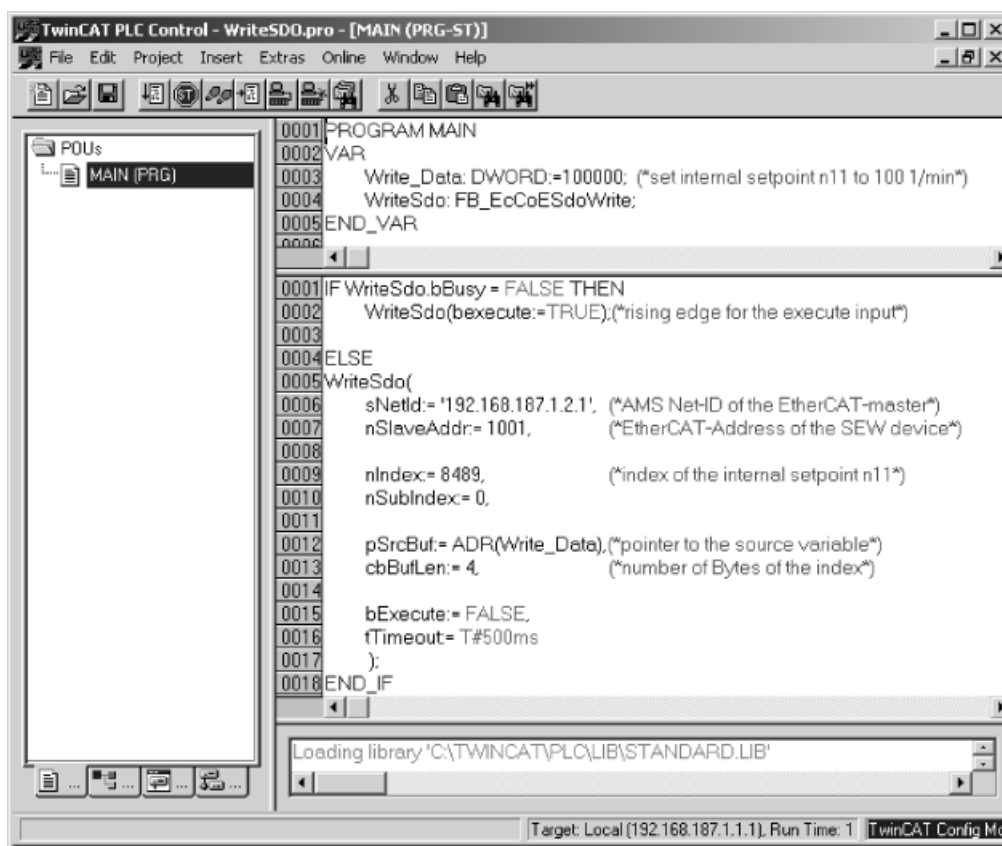 TwinCAT PLC Control - WriteSDO.pro - [MAIN (PRG-ST)]
File Edit Project Insert Extras Online Window Help
POUs
MAIN (PRG)
0001 PROGRAM MAIN
0002 VAR
0003 Write_Data: DWORD:=100000; (*set internal setpoint n11 to 100 1/min*)
0004 WriteSdo: FB_EcCoESdoWrite;
0005 END_VAR
0006
0001 IF WriteSdo.bBusy = FALSE THEN
0002 WriteSdo(bexecute:=TRUE);(*rising edge for the execute input*)
0003
0004 ELSE
0005 WriteSdo(
0006 sNetId:= '192.168.187.1.2.1', (*AMS Net-ID of the EtherCAT-master*)
0007 nSlaveAddr:= 1001, (*EtherCAT-Address of the SEW device*)
0008
0009 nIndex:= 8489, (*index of the internal setpoint n11*)
0010 nSubIndex:= 0,
0011
0012 pSrcBuf:= ADR(Write_Data),(*pointer to the source variable*)
0013 cbBufLen:= 4, (*number of Bytes of the index*)
0014
0015 bExecute:= FALSE,
0016 tTimeout:= T#500ms
0017 );
0018 END_IF
Loading library 'C:\TWINCAT\PLC\LIB\STANDARD.LIB'
... ... ... ...
Target: Local (192.168.187.1.1.1), Run Time: 1 TwinCAT Config Mo